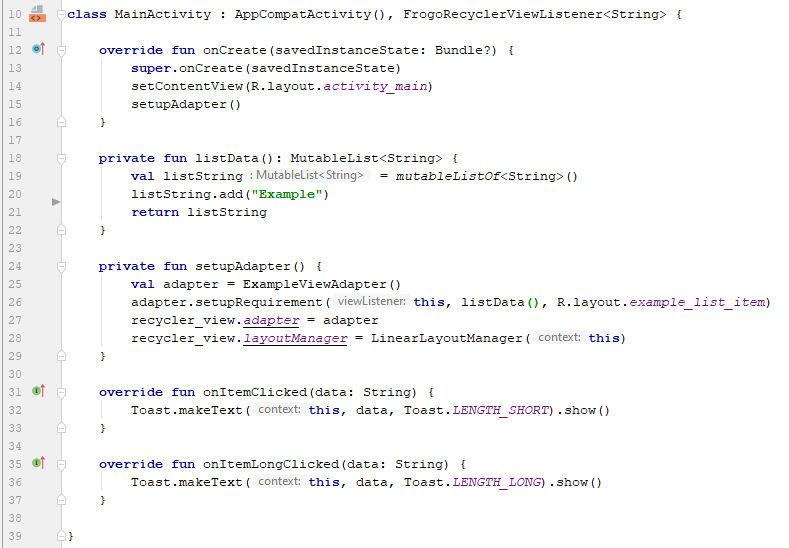 10 class MainActivity : AppCompatActivity(), FrogoRecyclerViewListener<String> {
11
12     override fun onCreate(savedInstanceState: Bundle?) {
13         super.onCreate(savedInstanceState)
14         setContentView(R.layout.activity_main)
15         setupAdapter()
16     }
17
18     private fun listData(): MutableList<String> {
19         val listString : MutableList<String> = mutableListOf<String>()
20         listString.add("Example")
21         return listString
22     }
23
24     private fun setupAdapter() {
25         val adapter = ExampleViewAdapter()
26         adapter.setupRequirement( viewListener: this, listData(), R.layout.example_list_item)
27         recycler_view.adapter = adapter
28         recycler_view.layoutManager = LinearLayoutManager( context: this)
29     }
30
31     override fun onItemClicked(data: String) {
32         Toast.makeText( context: this, data, Toast.LENGTH_SHORT).show()
33     }
34
35     override fun onItemLongClicked(data: String) {
36         Toast.makeText( context: this, data, Toast.LENGTH_LONG).show()
37     }
38
39 }